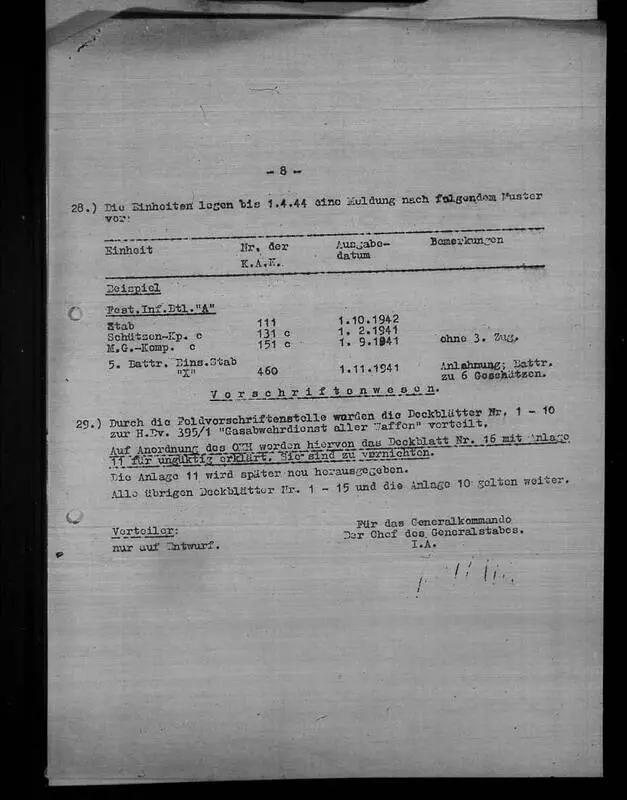 - 8 -
28.) Die Einheiten legen bis 1.4.44 eine Meldung nach folgendem Muster
vor:
Einheit Nr. der K.A.N. Ausgabe-datum Bemerkungen
Beispiel
Fest.Inf.Btl."A"
Stab 111 1.10.1942
Schützen-Kp. c 131 c 1. 2.1941
M.G.-Komp. c 151 c 1. 9.1941 ohne 3. Zug.
5. Battr. Eins.Stab "X" 460 1.11.1941 Anlehnung; Battr. zu 6 Geschützen.
Vorschriftenwesen.
29.) Durch die Feldvorschriftenstelle wurden die Deckblätter Nr. 1 - 10
zur H.Dv. 395/1 "Gasabwehrdienst aller Waffen" verteilt.
Auf Anordnung des OKH werden hiervon das Deckblatt Nr. 16 mit Anlage
11 für ungültig erklärt. Sie sind zu vernichten.
Die Anlage 11 wird später neu herausgegeben.
Alle übrigen Deckblätter Nr. 1 - 15 und die Anlage 10 gelten weiter.
Verteiler:
nur auf Entwurf.
Für das Generalkommando
Der Chef des Generalstabes.
I.A.